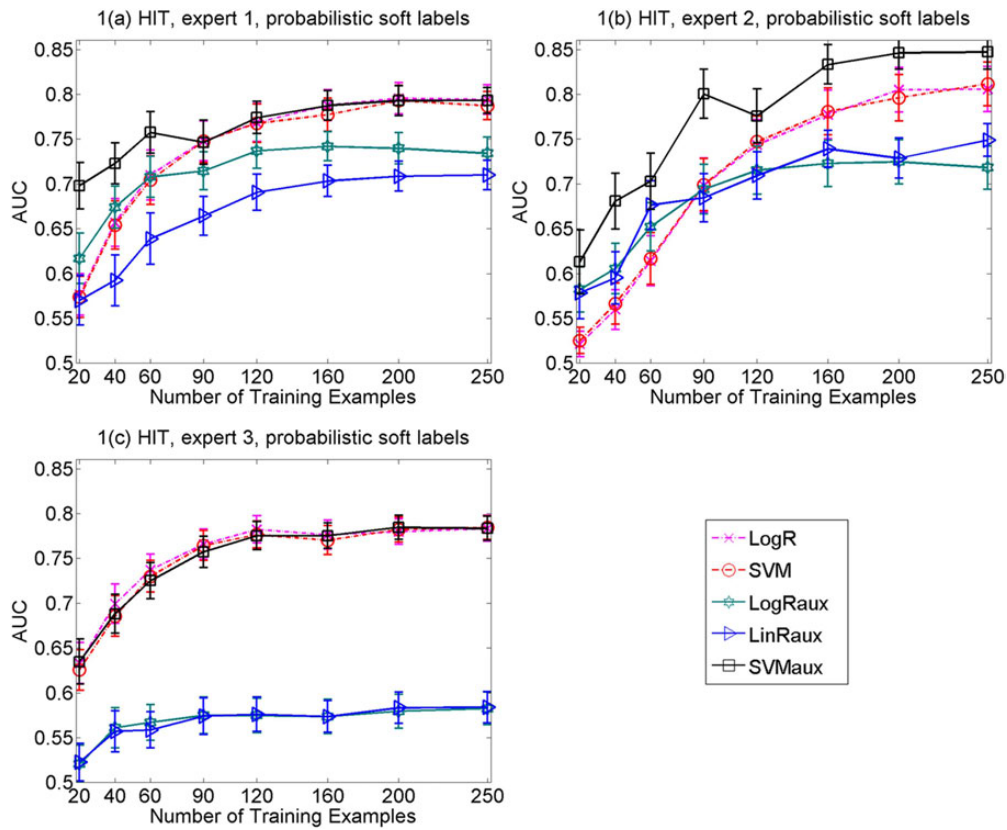 1(a) HIT, expert 1, probabilistic soft labels
0.85
0.8
0.75
0.7
0.65
0.6
0.55
0.5
AUC
20 40 60 90 120 160 200 250
Number of Training Examples
1(b) HIT, expert 2, probabilistic soft labels
0.85
0.8
0.75
0.7
0.65
0.6
0.55
0.5
AUC
20 40 60 90 120 160 200 250
Number of Training Examples
1(c) HIT, expert 3, probabilistic soft labels
0.85
0.8
0.75
0.7
0.65
0.6
0.55
0.5
AUC
20 40 60 90 120 160 200 250
Number of Training Examples
LogR
SVM
LogRaux
LinRaux
SVMaux